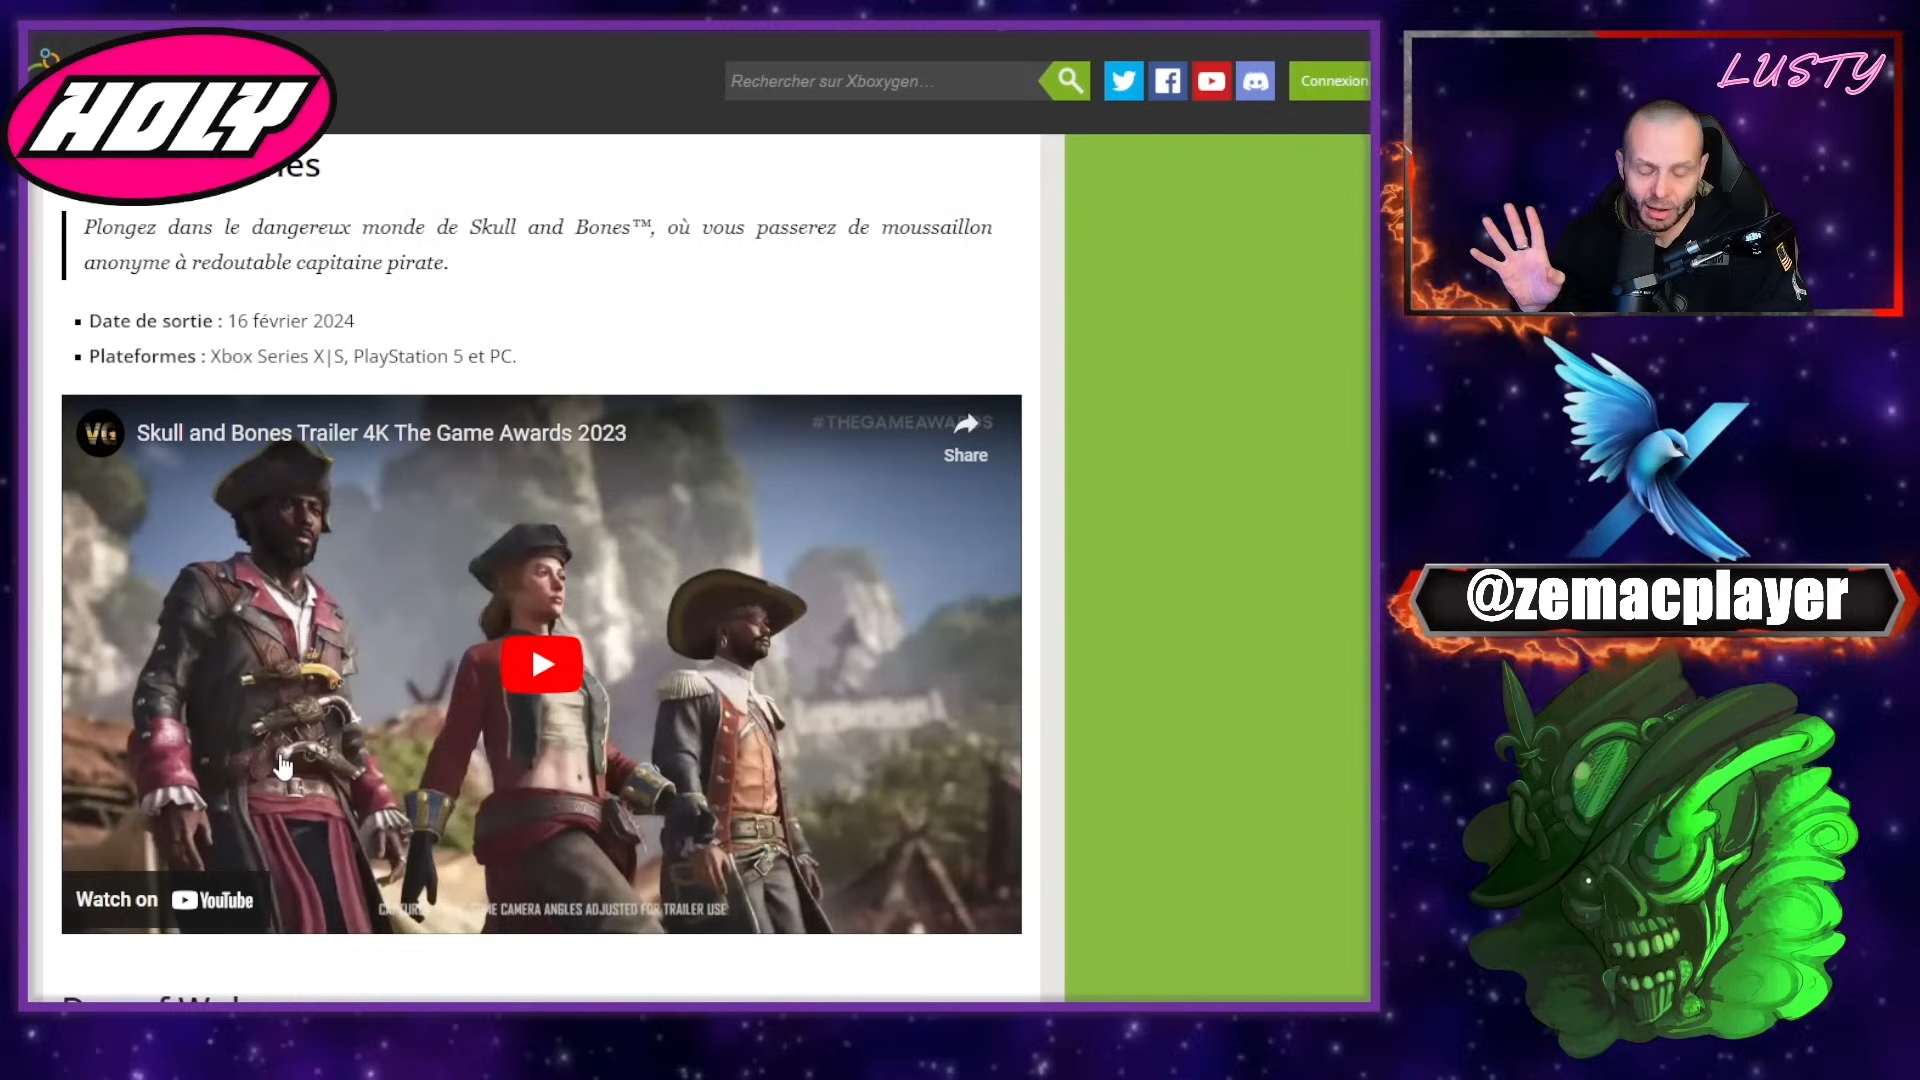 HOLY
Rechercher sur Xboxygen…
Connexion
LUSTY
Plongez dans le dangereux monde de Skull and Bones™, où vous passerez de moussaillon
anonyme à redoutable capitaine pirate.
▪ Date de sortie : 16 février 2024
▪ Plateformes : Xbox Series X|S, PlayStation 5 et PC.
VG
Skull and Bones Trailer 4K The Game Awards 2023
Share
Watch on YouTube
CAMERA ANGLES ADJUSTED FOR TRAILER USE
@zemacplayer